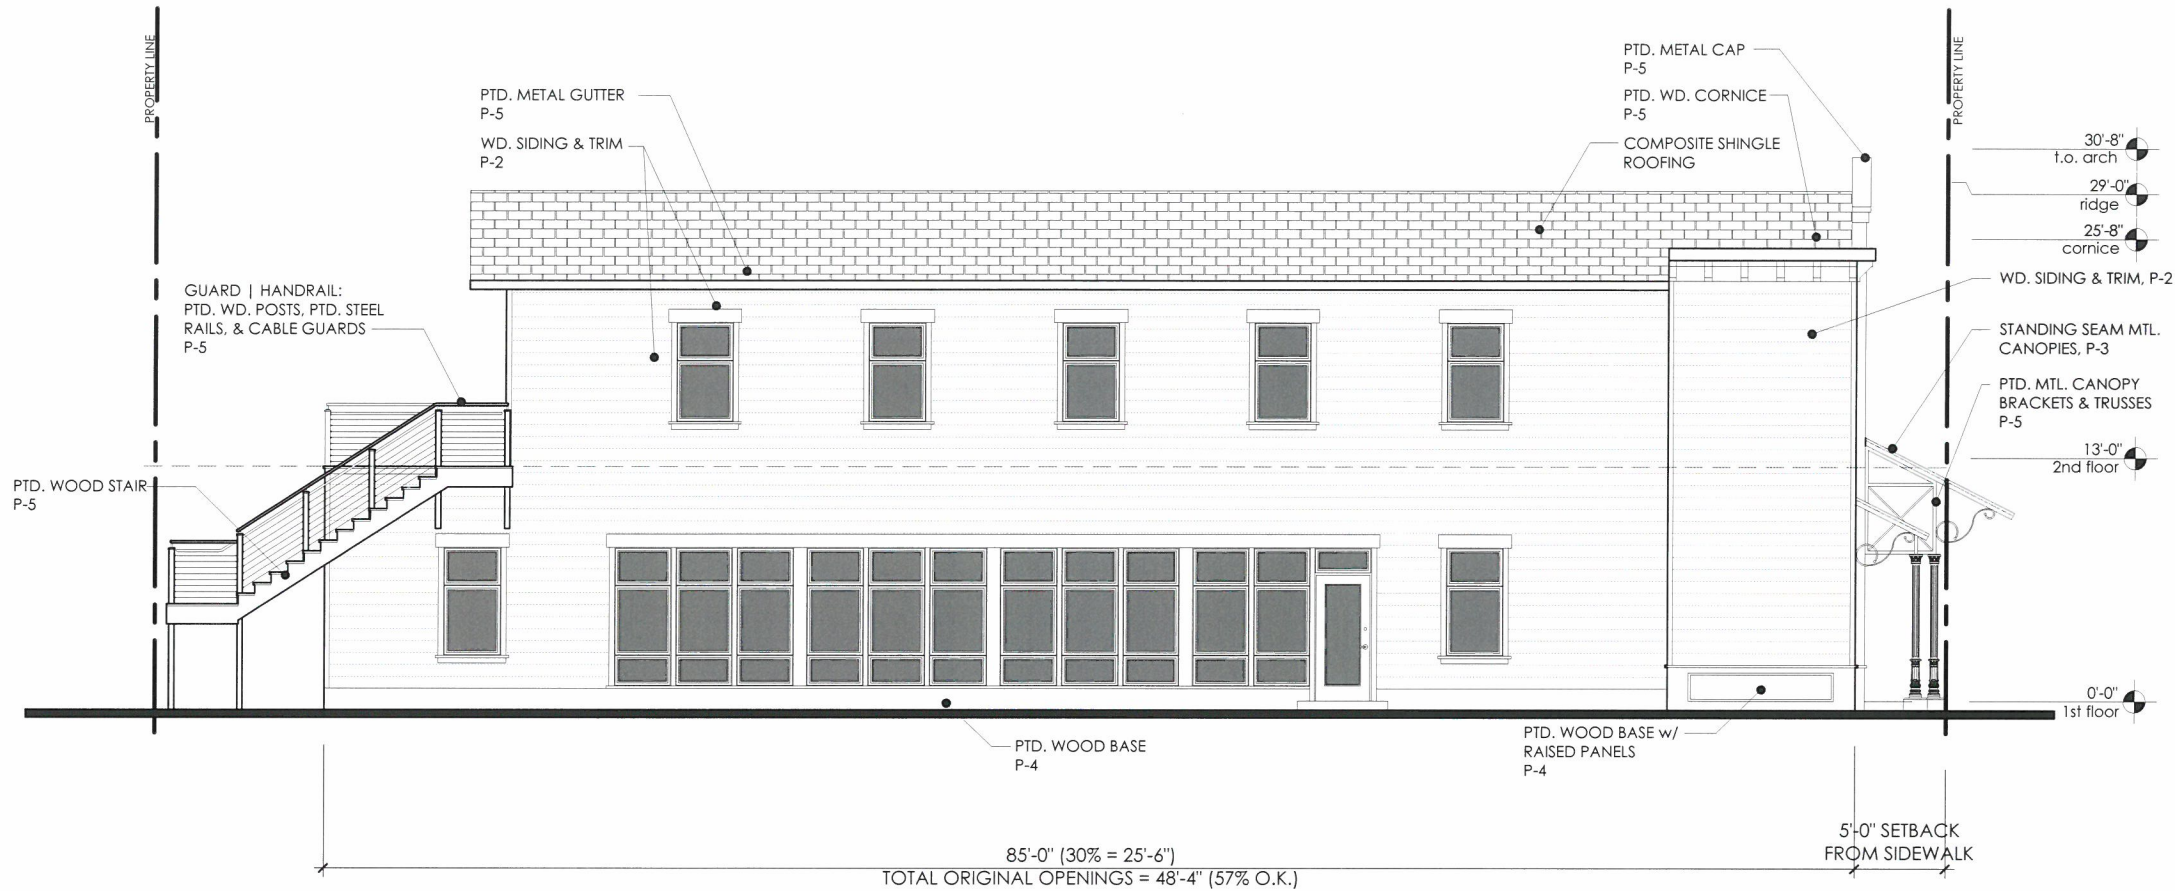 PROPERTY LINE
PTD. METAL GUTTER
P-5
WD. SIDING & TRIM
P-2
PTD. METAL CAP
P-5
PTD. WD. CORNICE
P-5
COMPOSITE SHINGLE
ROOFING
PROPERTY LINE
30'-8"
t.o. arch
29'-0"
ridge
25'-8"
cornice
WD. SIDING & TRIM, P-2
STANDING SEAM MTL.
CANOPIES, P-3
PTD. MTL. CANOPY
BRACKETS & TRUSSES
P-5
13'-0"
2nd floor
0'-0"
1st floor
GUARD | HANDRAIL:
PTD. WD. POSTS, PTD. STEEL
RAILS, & CABLE GUARDS
P-5
PTD. WOOD STAIR
P-5
PTD. WOOD BASE
P-4
PTD. WOOD BASE w/
RAISED PANELS
P-4
85'-0" (30% = 25'-6")
TOTAL ORIGINAL OPENINGS = 48'-4" (57% O.K.)
5'-0" SETBACK
FROM SIDEWALK